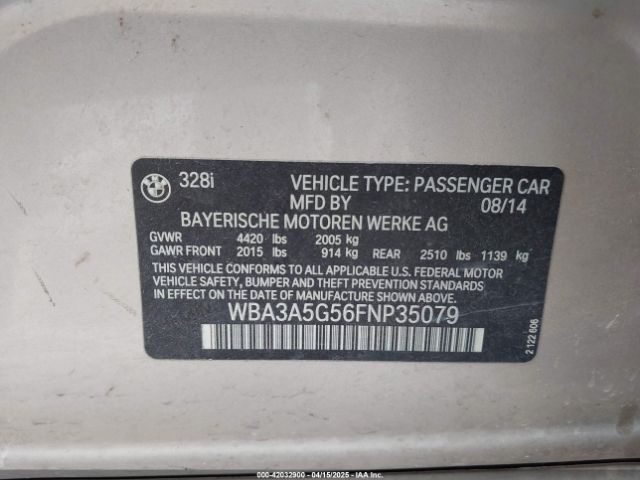 BMW
328i VEHICLE TYPE: PASSENGER CAR
MFD BY 08/14
BAYERISCHE MOTOREN WERKE AG
GVWR 4420 lbs 2005 kg
GAWR FRONT 2015 lbs 914 kg REAR 2510 lbs 1139 kg
THIS VEHICLE CONFORMS TO ALL APPLICABLE U.S. FEDERAL MOTOR
VEHICLE SAFETY, BUMPER AND THEFT PREVENTION STANDARDS
IN EFFECT ON THE DATE OF MANUFACTURE SHOWN ABOVE.
WBA3A5G56FNP35079
2 122 606
000-42032900 - 04/15/2025 - IAA Inc.